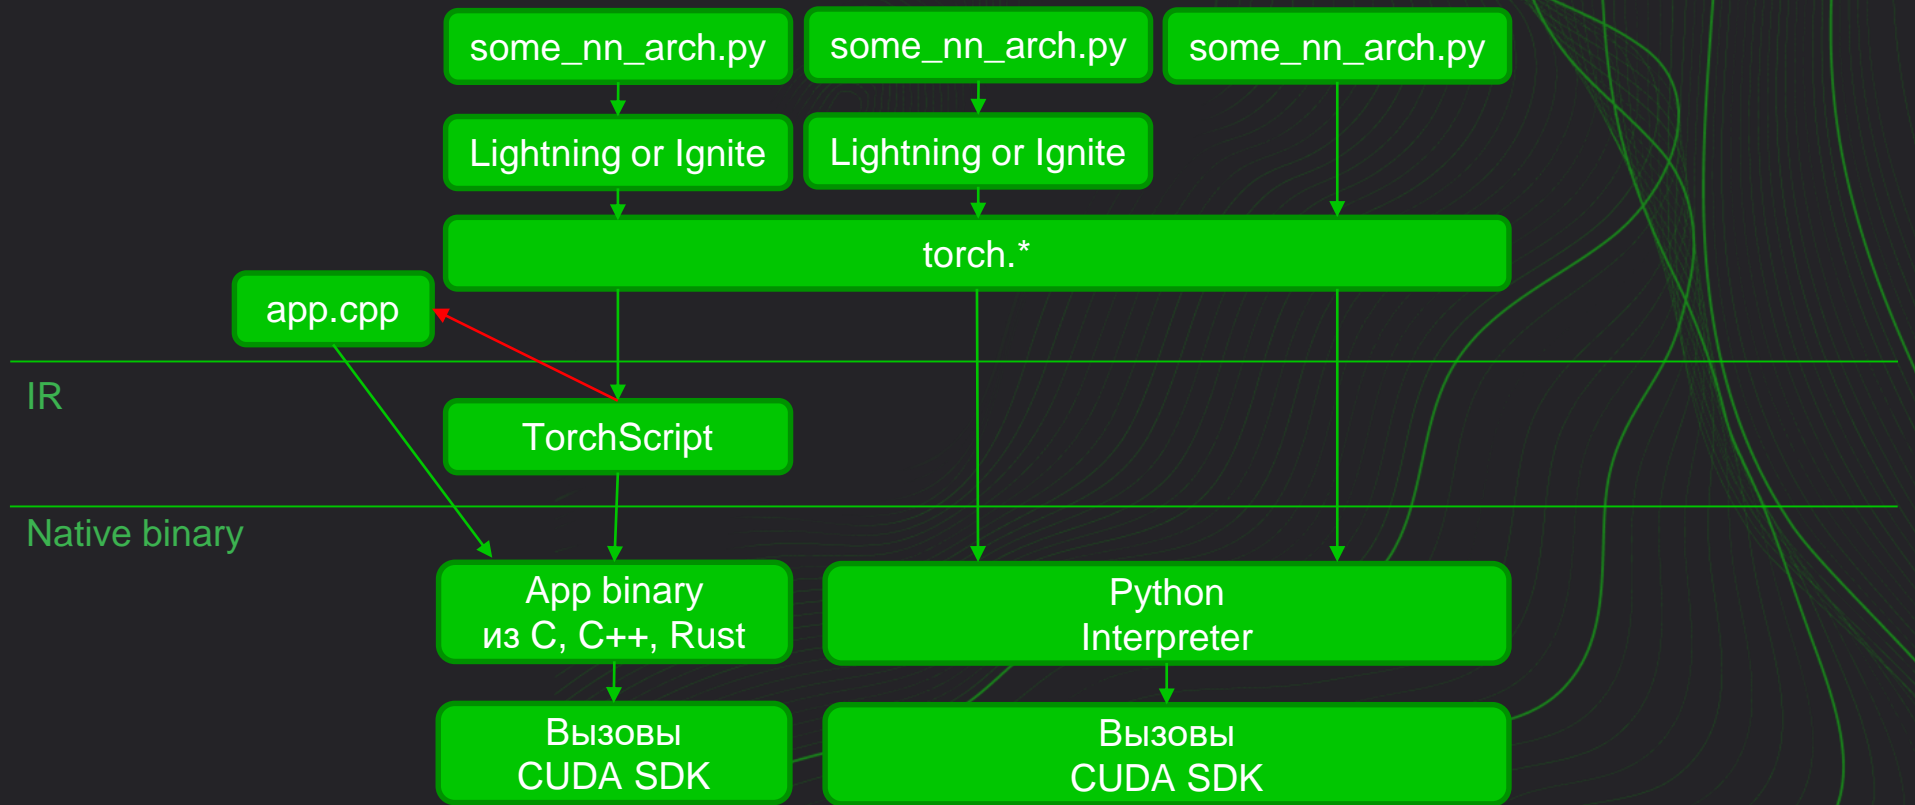 some_nn_arch.py
some_nn_arch.py
some_nn_arch.py
Lightning or Ignite
Lightning or Ignite
torch.*
app.cpp
IR
TorchScript
Native binary
App binary
из C, C++, Rust
Python
Interpreter
Вызовы
CUDA SDK
Вызовы
CUDA SDK